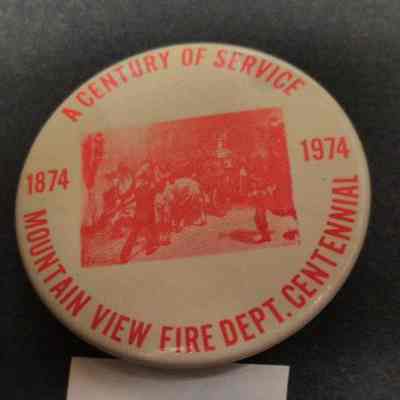 A CENTURY OF SERVICE
1874
1974
MOUNTAIN VIEW FIRE DEPT. CENTENNIAL